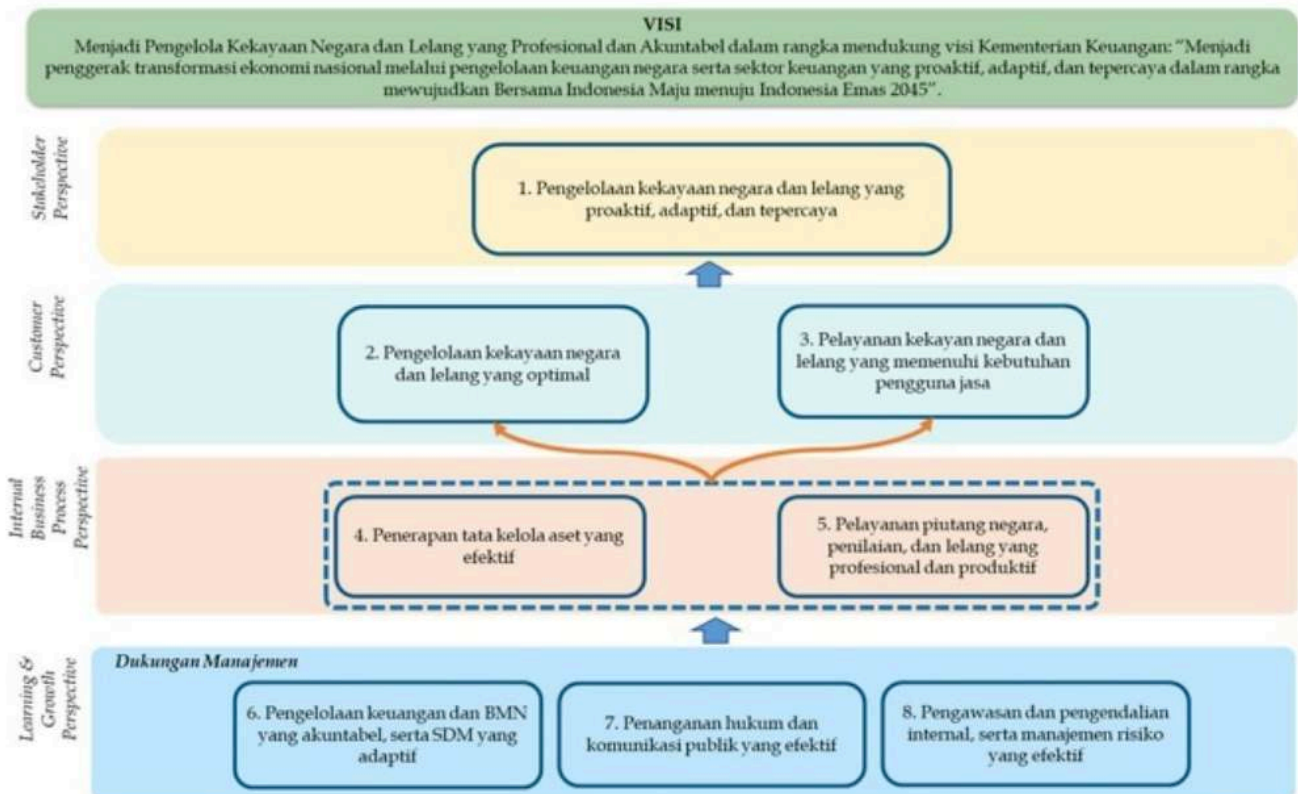 VISI
Menjadi Pengelola Kekayaan Negara dan Lelang yang Profesional dan Akuntabel dalam rangka mendukung visi Kementerian Keuangan: "Menjadi
penggerak transformasi ekonomi nasional melalui pengelolaan keuangan negara serta sektor keuangan yang proaktif, adaptif, dan tepercaya dalam rangka
mewujudkan Bersama Indonesia Maju menuju Indonesia Emas 2045".
Stakeholder
Perspective
1. Pengelolaan kekayaan negara dan lelang yang
proaktif, adaptif, dan tepercaya
Customer
Perspective
2. Pengelolaan kekayaan negara
dan lelang yang optimal
3. Pelayanan kekayan negara dan
lelang yang memenuhi kebutuhan
pengguna jasa
Internal
Business
Process
Perspective
4. Penerapan tata kelola aset yang
efektif
5. Pelayanan piutang negara,
penilaian, dan lelang yang
profesional dan produktif
Learning &
Growth
Perspective
Dukungan Manajemen
6. Pengelolaan keuangan dan BMN
yang akuntabel, serta SDM yang
adaptif
7. Penanganan hukum dan
komunikasi publik yang efektif
8. Pengawasan dan pengendalian
internal, serta manajemen risiko
yang efektif